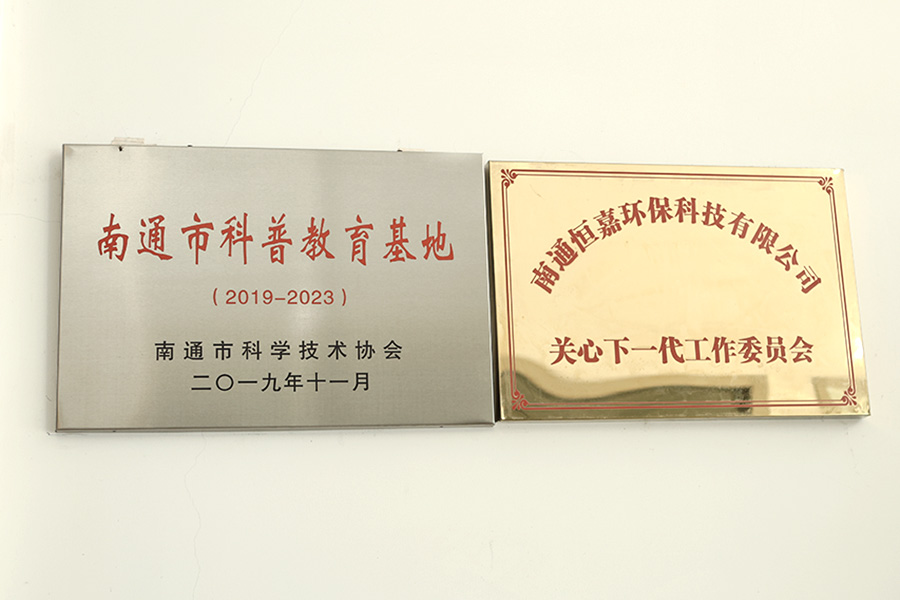 南通市科普教育基地
（2019-2023）
南通市科学技术协会
二〇一九年十一月
南通恒嘉环保科技有限公司
关心下一代工作委员会